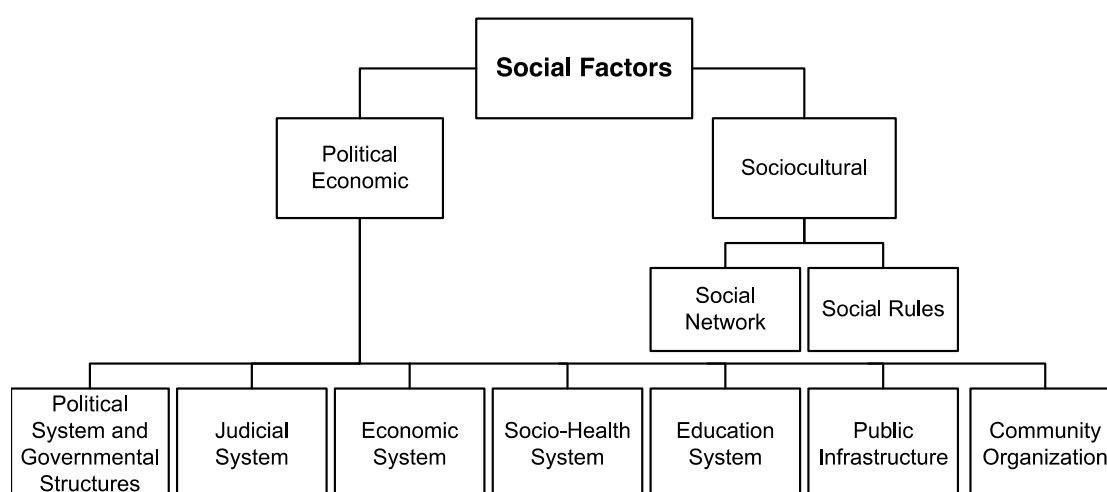 Social Factors
Political
Economic
Sociocultural
Social
Network
Social Rules
Political
System and
Governmental
Structures
Judicial
System
Economic
System
Socio-Health
System
Education
System
Public
Infrastructure
Community
Organization